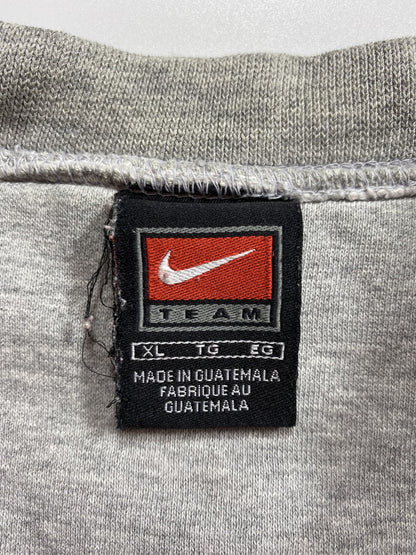 TEAM
XL TG EG
MADE IN GUATEMALA
FABRIQUE AU
GUATEMALA